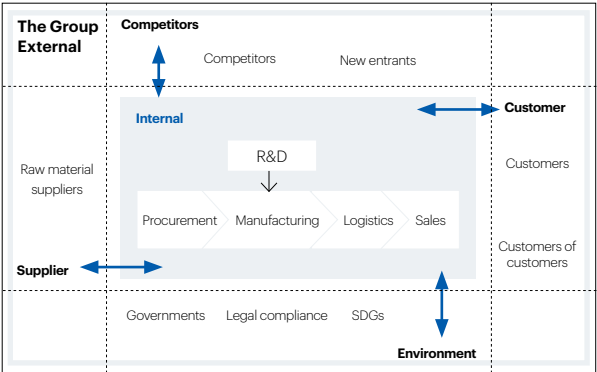 The Group
External
Competitors
Competitors
New entrants
Internal
Customer
R&D
Raw material
suppliers
Customers
Procurement
Manufacturing
Logistics
Sales
Customers of
customers
Supplier
Governments
Legal compliance
SDGs
Environment